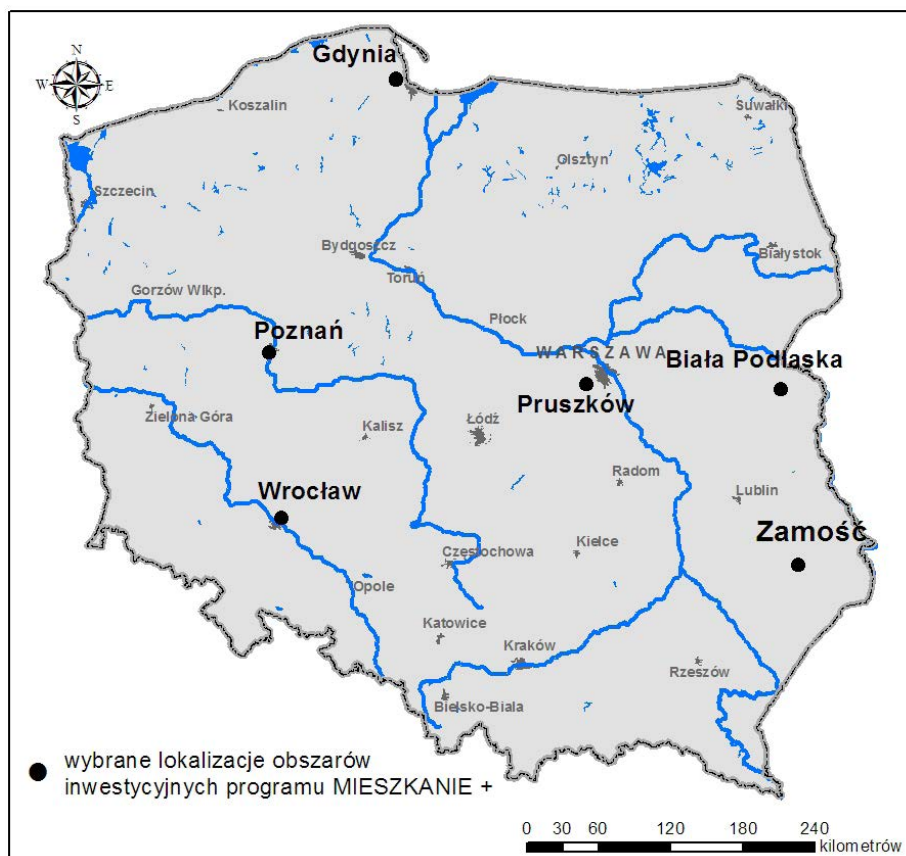 Gdynia
N
W E
S
Koszalin
Suwałki
Olsztyn
Szczecin
Bydgoszcz
Białystok
Toruń
Gorzów Wlkp.
Płock
Poznań
WARSZAWA
Biała Podlaska
Pruszków
Zielona Góra
Kalisz
Łódź
Radom
Wrocław
Lublin
Zamość
Kielce
Częstochowa
Opole
Katowice
Kraków
Rzeszów
Bielsko-Biala
wybrane lokalizacje obszarów
inwestycyjnych programu MIESZKANIE +
0 30 60 120 180 240
kilometrów